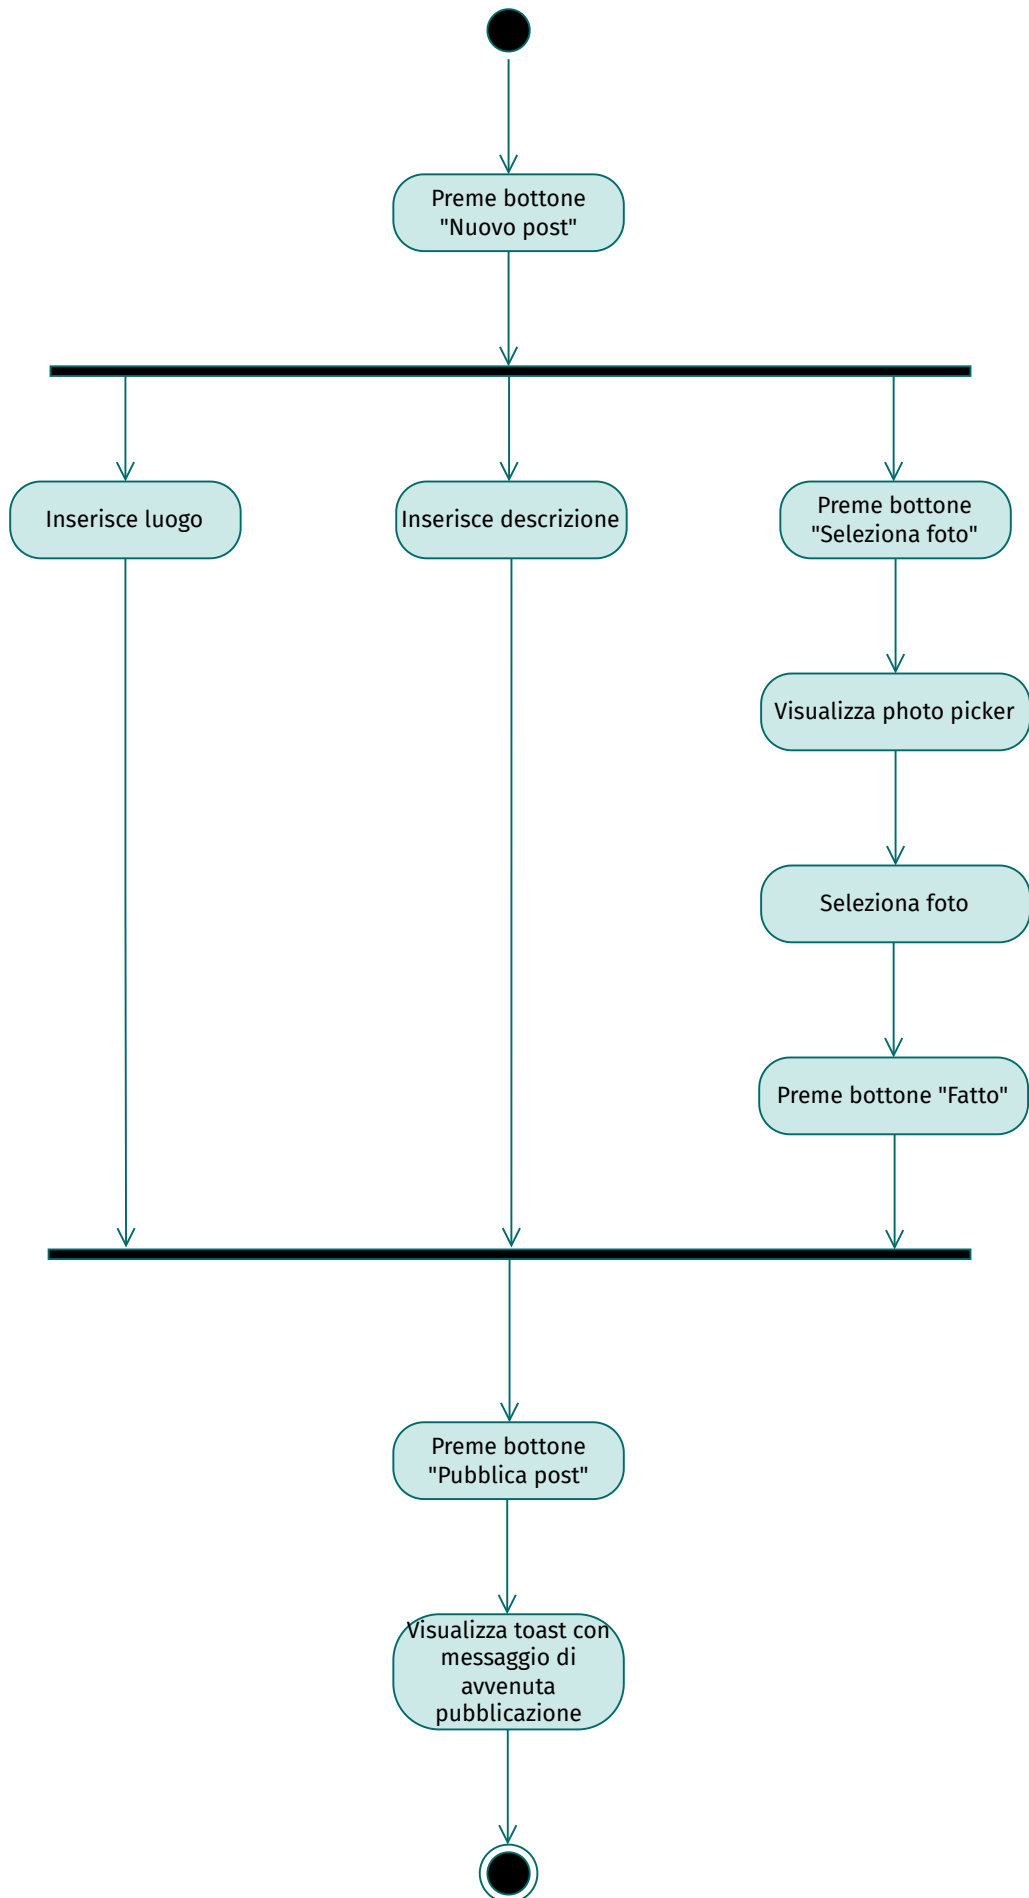 Preme bottone
"Nuovo post"
Inserisce luogo
Inserisce descrizione
Preme bottone
"Seleziona foto"
Visualizza photo picker
Seleziona foto
Preme bottone "Fatto"
Preme bottone
"Pubblica post"
Visualizza toast con
messaggio di
avvenuta
pubblicazione